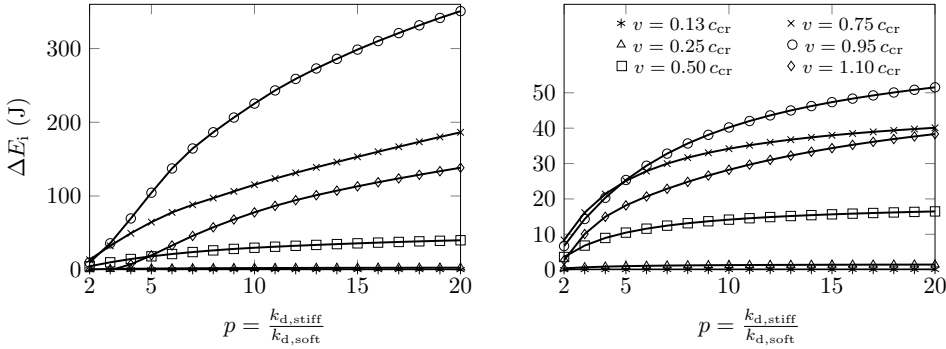 ΔE_i (J)
300
200
100
0
2 5 10 15 20
p = k_d,stiff / k_d,soft
v = 0.13 c_cr v = 0.75 c_cr
v = 0.25 c_cr v = 0.95 c_cr
v = 0.50 c_cr v = 1.10 c_cr
50
40
30
20
10
0
2 5 10 15 20
p = k_d,stiff / k_d,soft